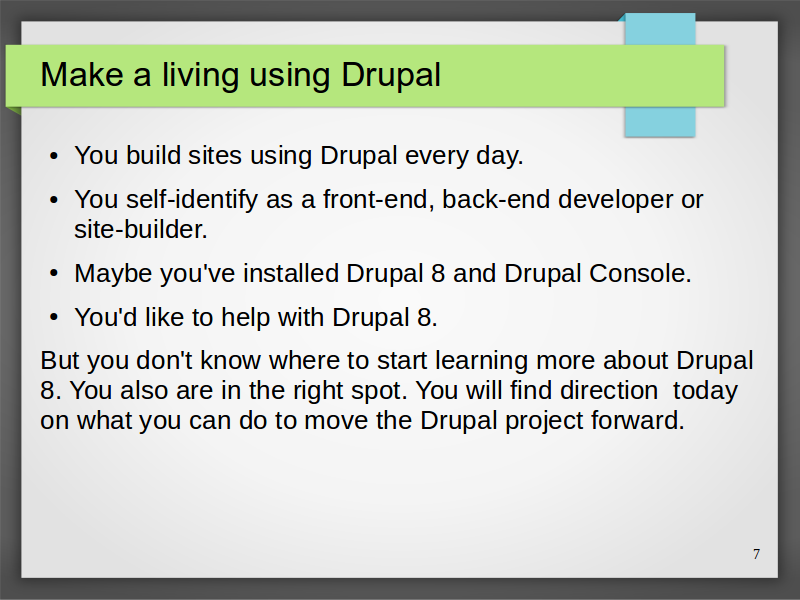 Make a living using Drupal
• You build sites using Drupal every day.
• You self-identify as a front-end, back-end developer or
site-builder.
• Maybe you've installed Drupal 8 and Drupal Console.
• You'd like to help with Drupal 8.
But you don't know where to start learning more about Drupal
8. You also are in the right spot. You will find direction  today
on what you can do to move the Drupal project forward.
7